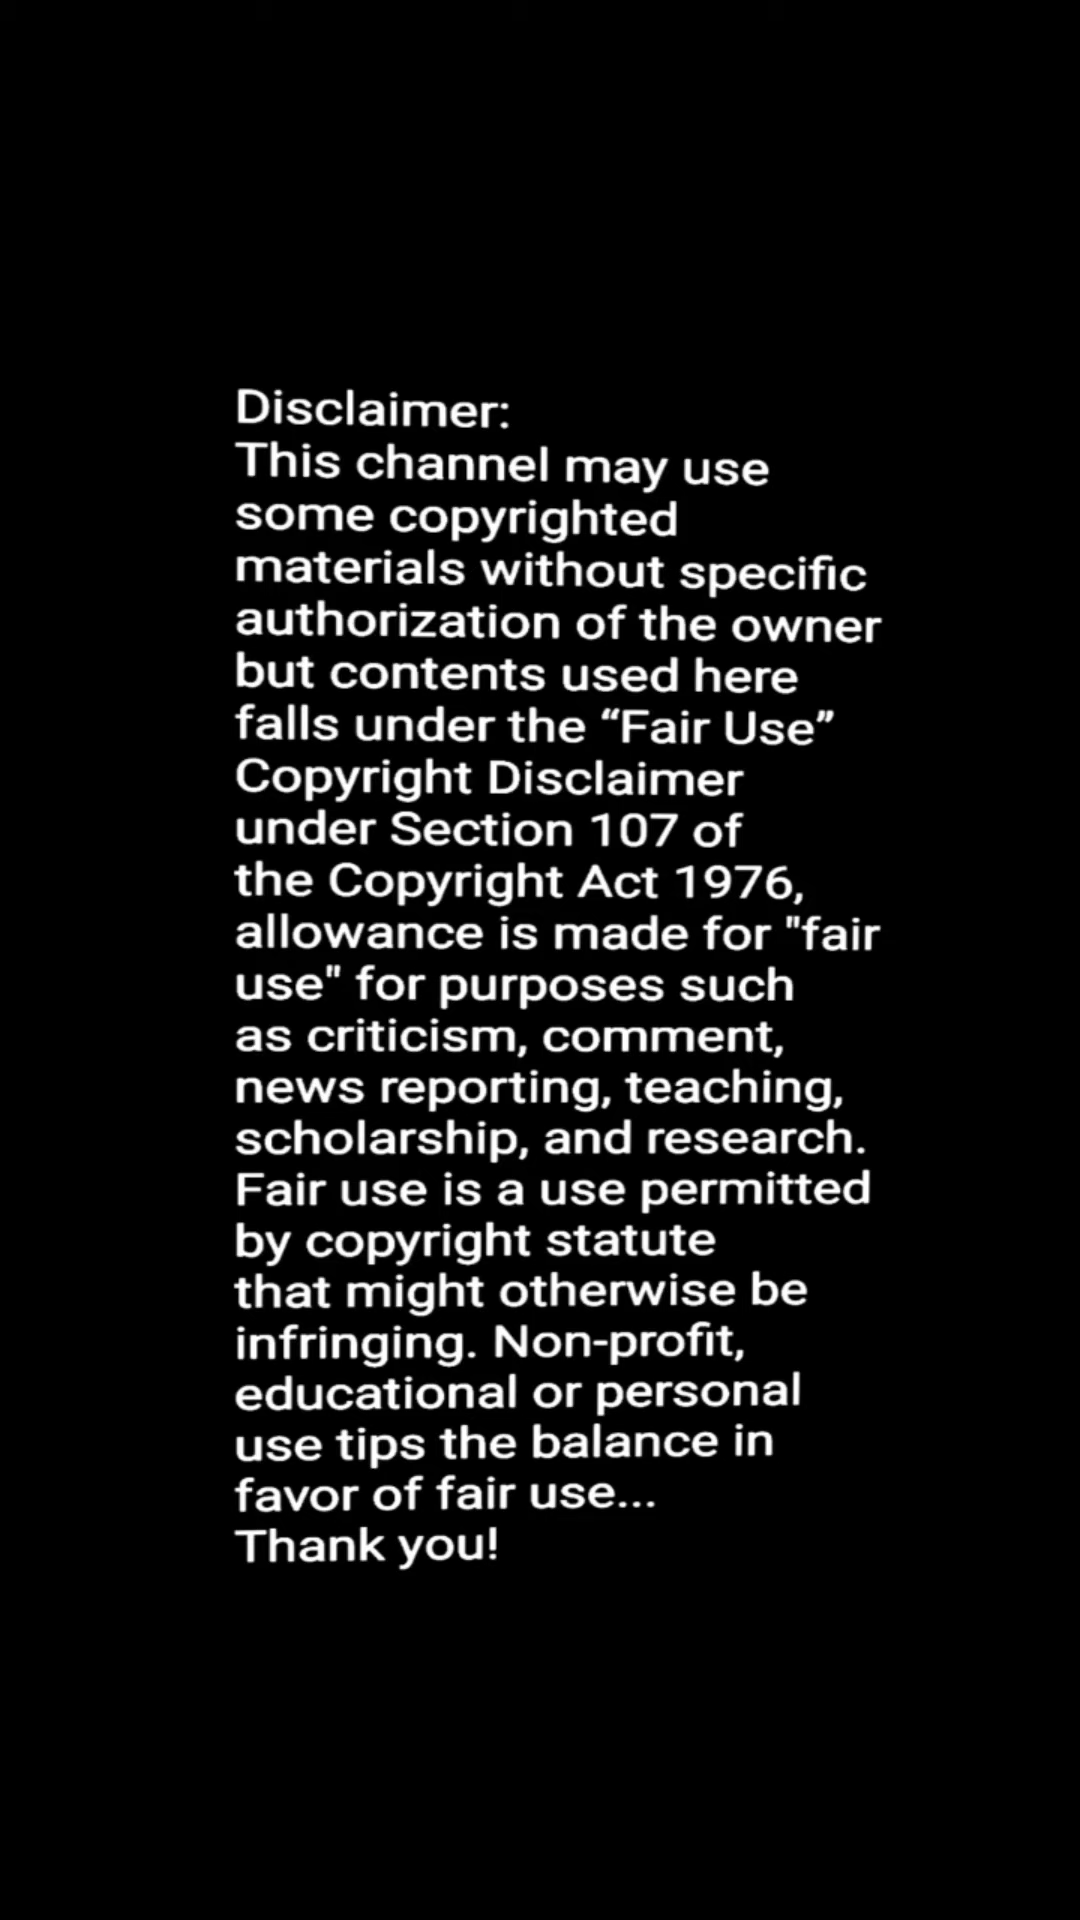 Disclaimer:
This channel may use
some copyrighted
materials without specific
authorization of the owner
but contents used here
falls under the “Fair Use”
Copyright Disclaimer
under Section 107 of
the Copyright Act 1976,
allowance is made for "fair
use" for purposes such
as criticism, comment,
news reporting, teaching,
scholarship, and research.
Fair use is a use permitted
by copyright statute
that might otherwise be
infringing. Non-profit,
educational or personal
use tips the balance in
favor of fair use...
Thank you!